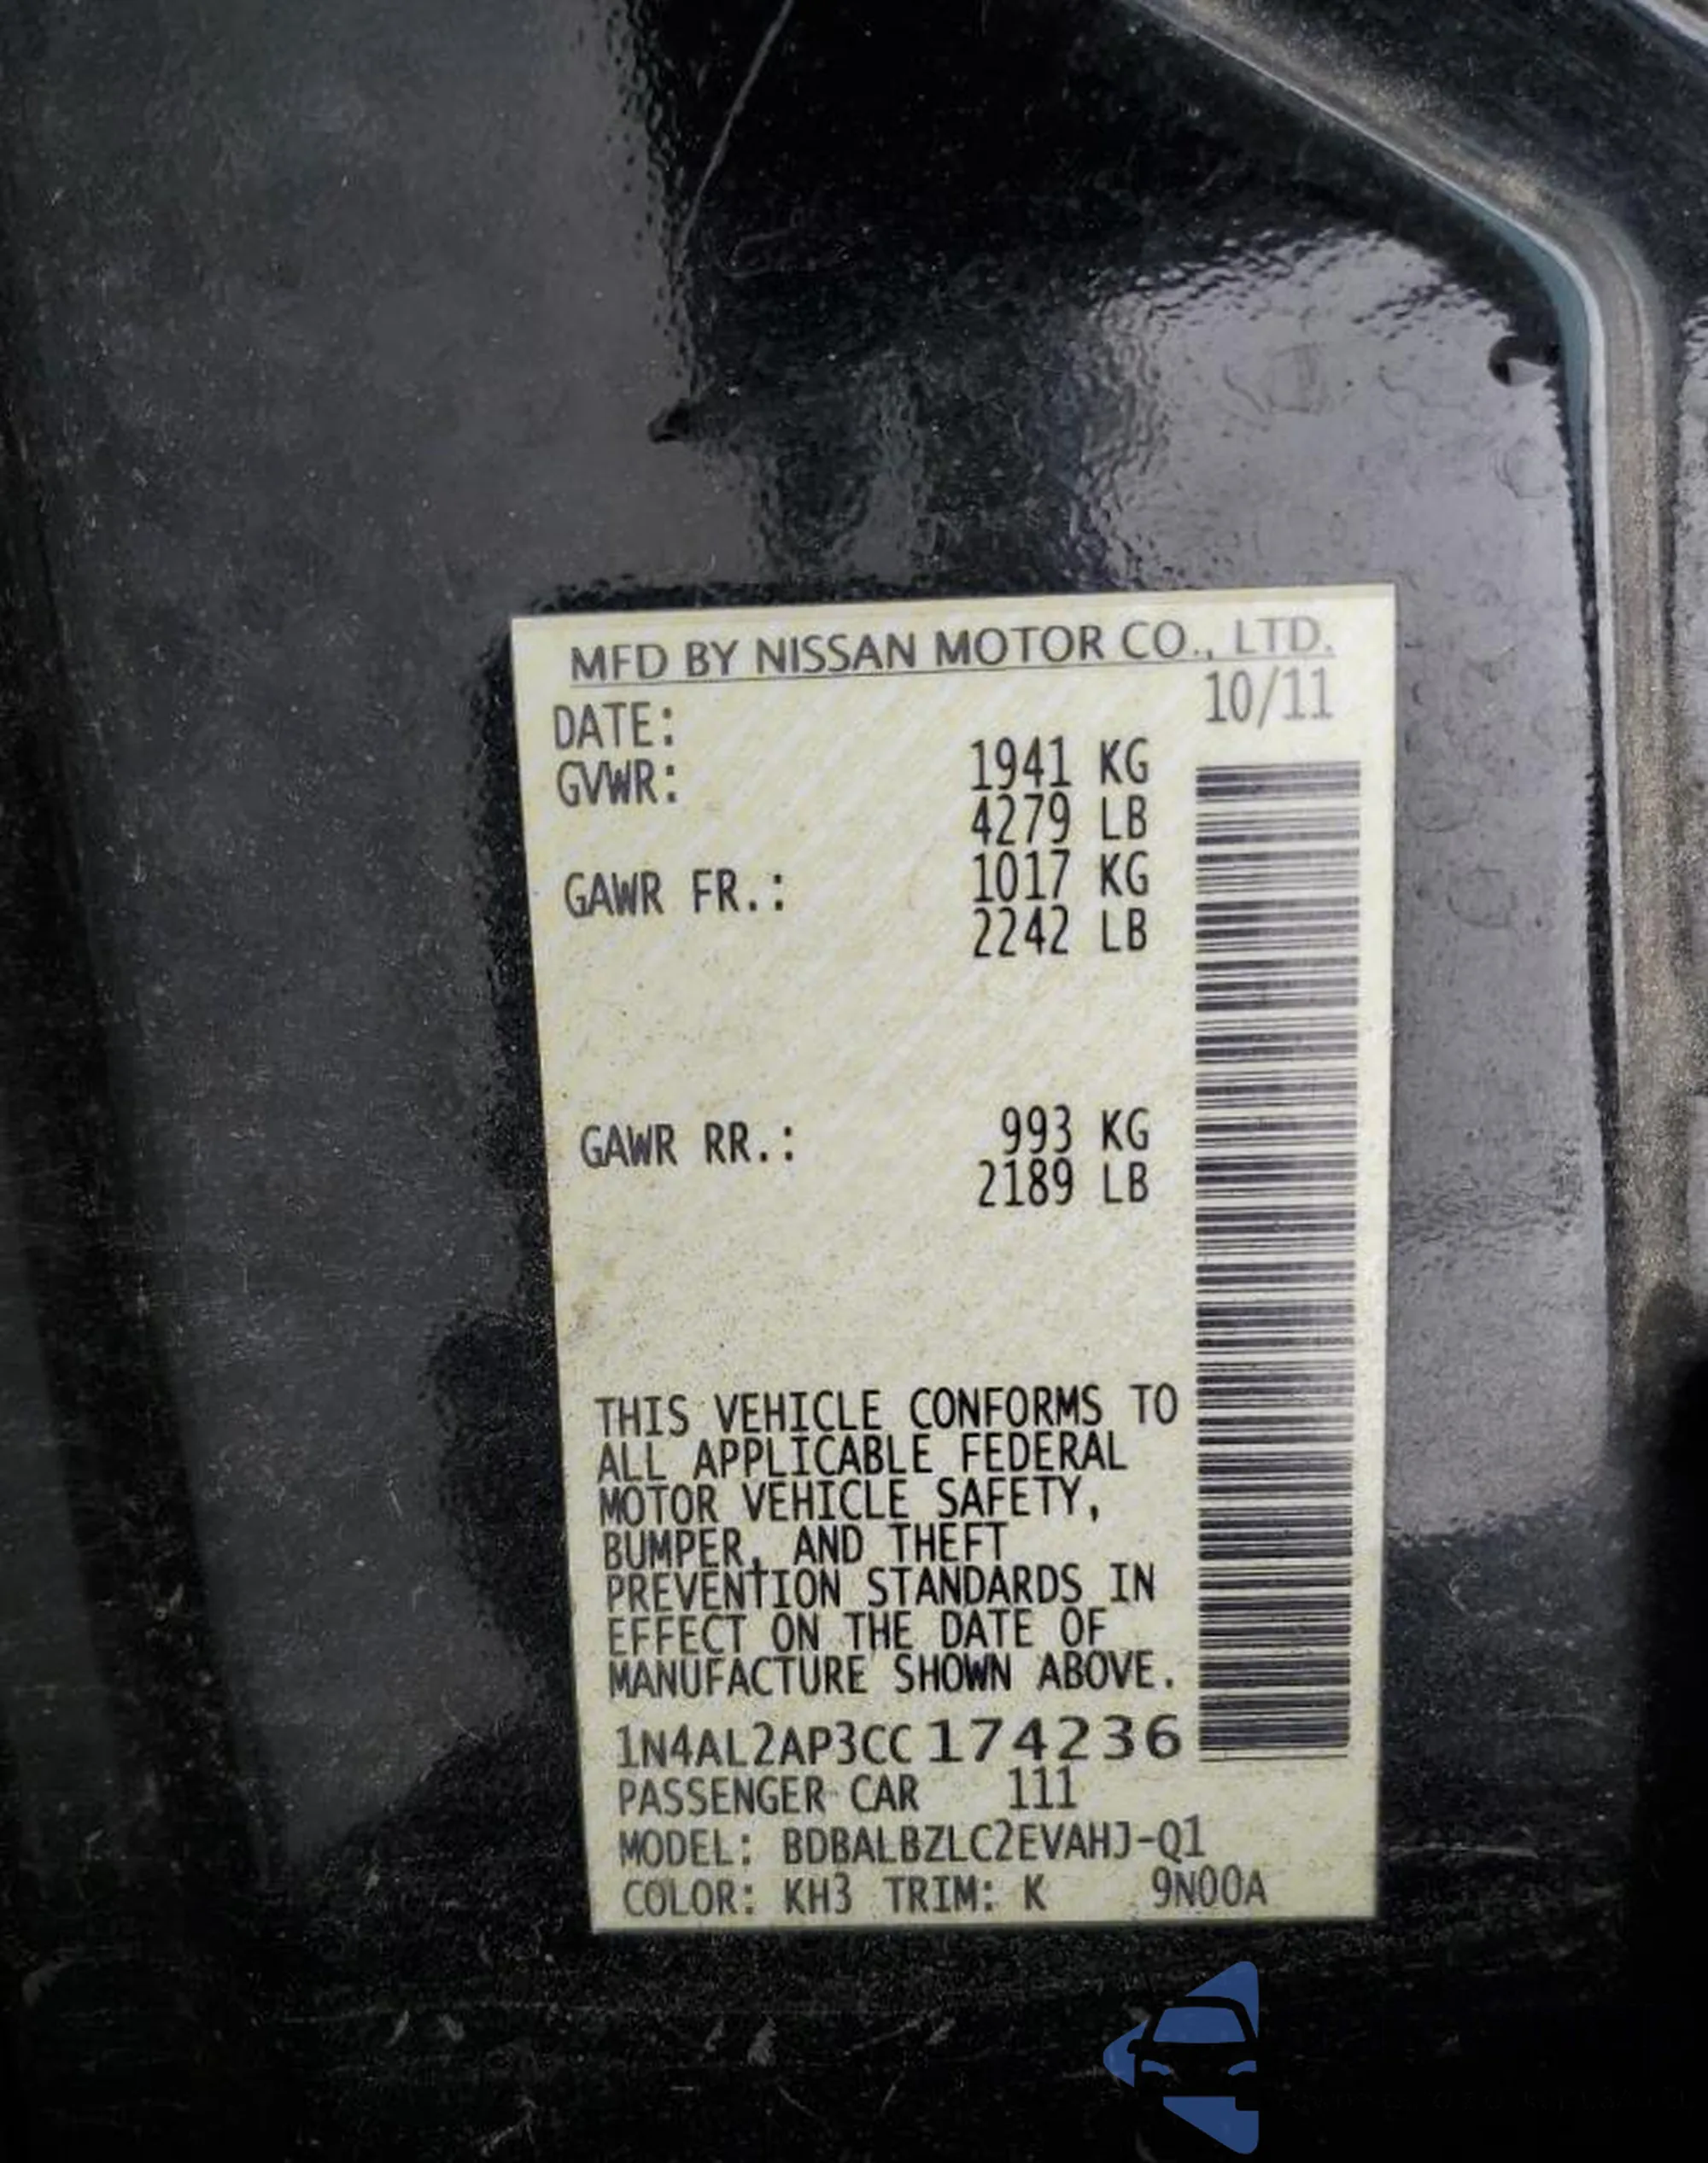 MFD BY NISSAN MOTOR CO., LTD.
DATE: 10/11
GVWR: 1941 KG
4279 LB
GAWR FR.: 1017 KG
2242 LB
GAWR RR.: 993 KG
2189 LB
THIS VEHICLE CONFORMS TO
ALL APPLICABLE FEDERAL
MOTOR VEHICLE SAFETY,
BUMPER, AND THEFT
PREVENTION STANDARDS IN
EFFECT ON THE DATE OF
MANUFACTURE SHOWN ABOVE.
1N4AL2AP3CC174236
PASSENGER CAR 111
MODEL: BDBALBZLC2EVAHJ-Q1
COLOR: KH3 TRIM: K 9N00A